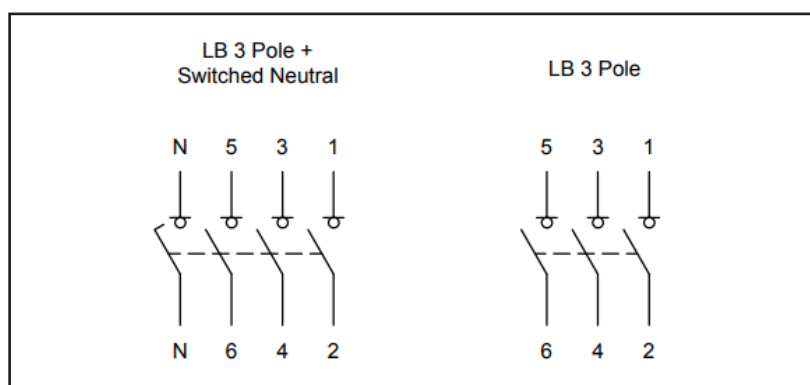 LB 3 Pole +
Switched Neutral
LB 3 Pole
N 5 3 1
5 3 1
N 6 4 2
6 4 2